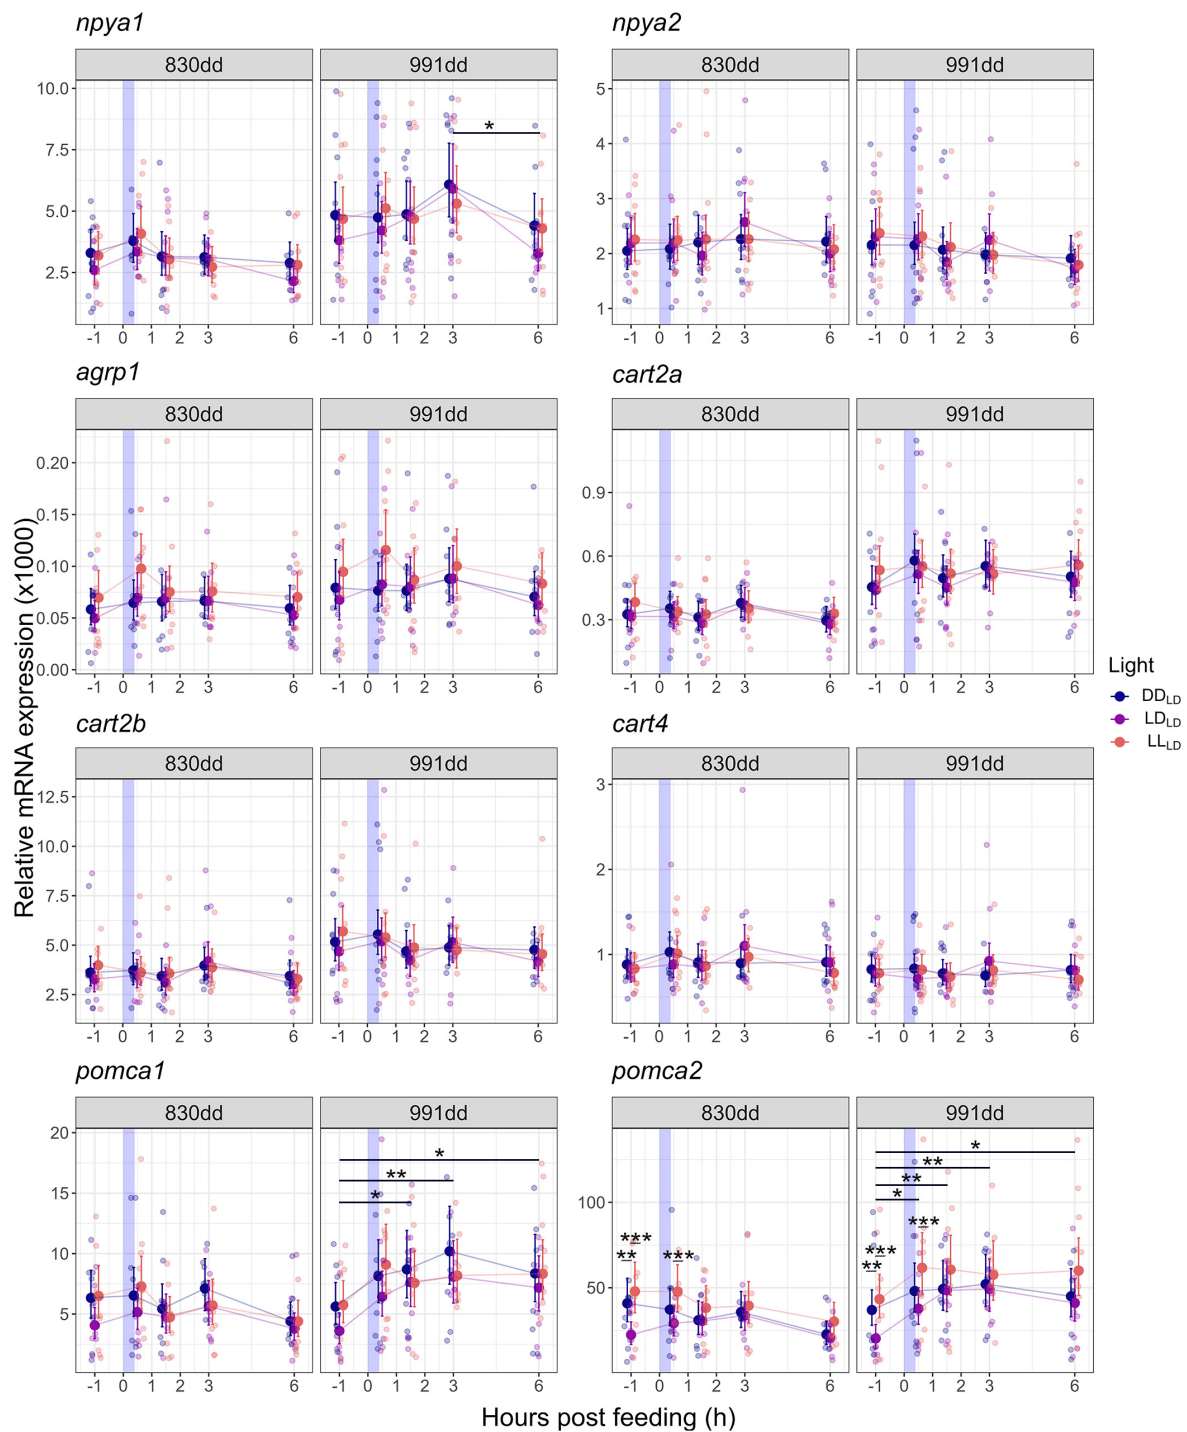 npya1 npya2
830dd 991dd 830dd 991dd
10.0 7.5 5.0 2.5
*
5 4 3 2 1
-1 0 1 2 3 6 -1 0 1 2 3 6 -1 0 1 2 3 6 -1 0 1 2 3 6
agrp1 cart2a
830dd 991dd 830dd 991dd
0.20 0.15 0.10 0.05 0.00
0.9 0.6 0.3
-1 0 1 2 3 6 -1 0 1 2 3 6 -1 0 1 2 3 6 -1 0 1 2 3 6
Relative mRNA expression (x1000)
Light
DDLD
LDLD
LLLD
cart2b cart4
830dd 991dd 830dd 991dd
12.5 10.0 7.5 5.0 2.5
3 2 1
-1 0 1 2 3 6 -1 0 1 2 3 6 -1 0 1 2 3 6 -1 0 1 2 3 6
pomca1 pomca2
830dd 991dd 830dd 991dd
20 15 10 5
*
**
*
100 50
***
**
***
*
**
**
*
***
***
**
-1 0 1 2 3 6 -1 0 1 2 3 6 -1 0 1 2 3 6 -1 0 1 2 3 6
Hours post feeding (h)